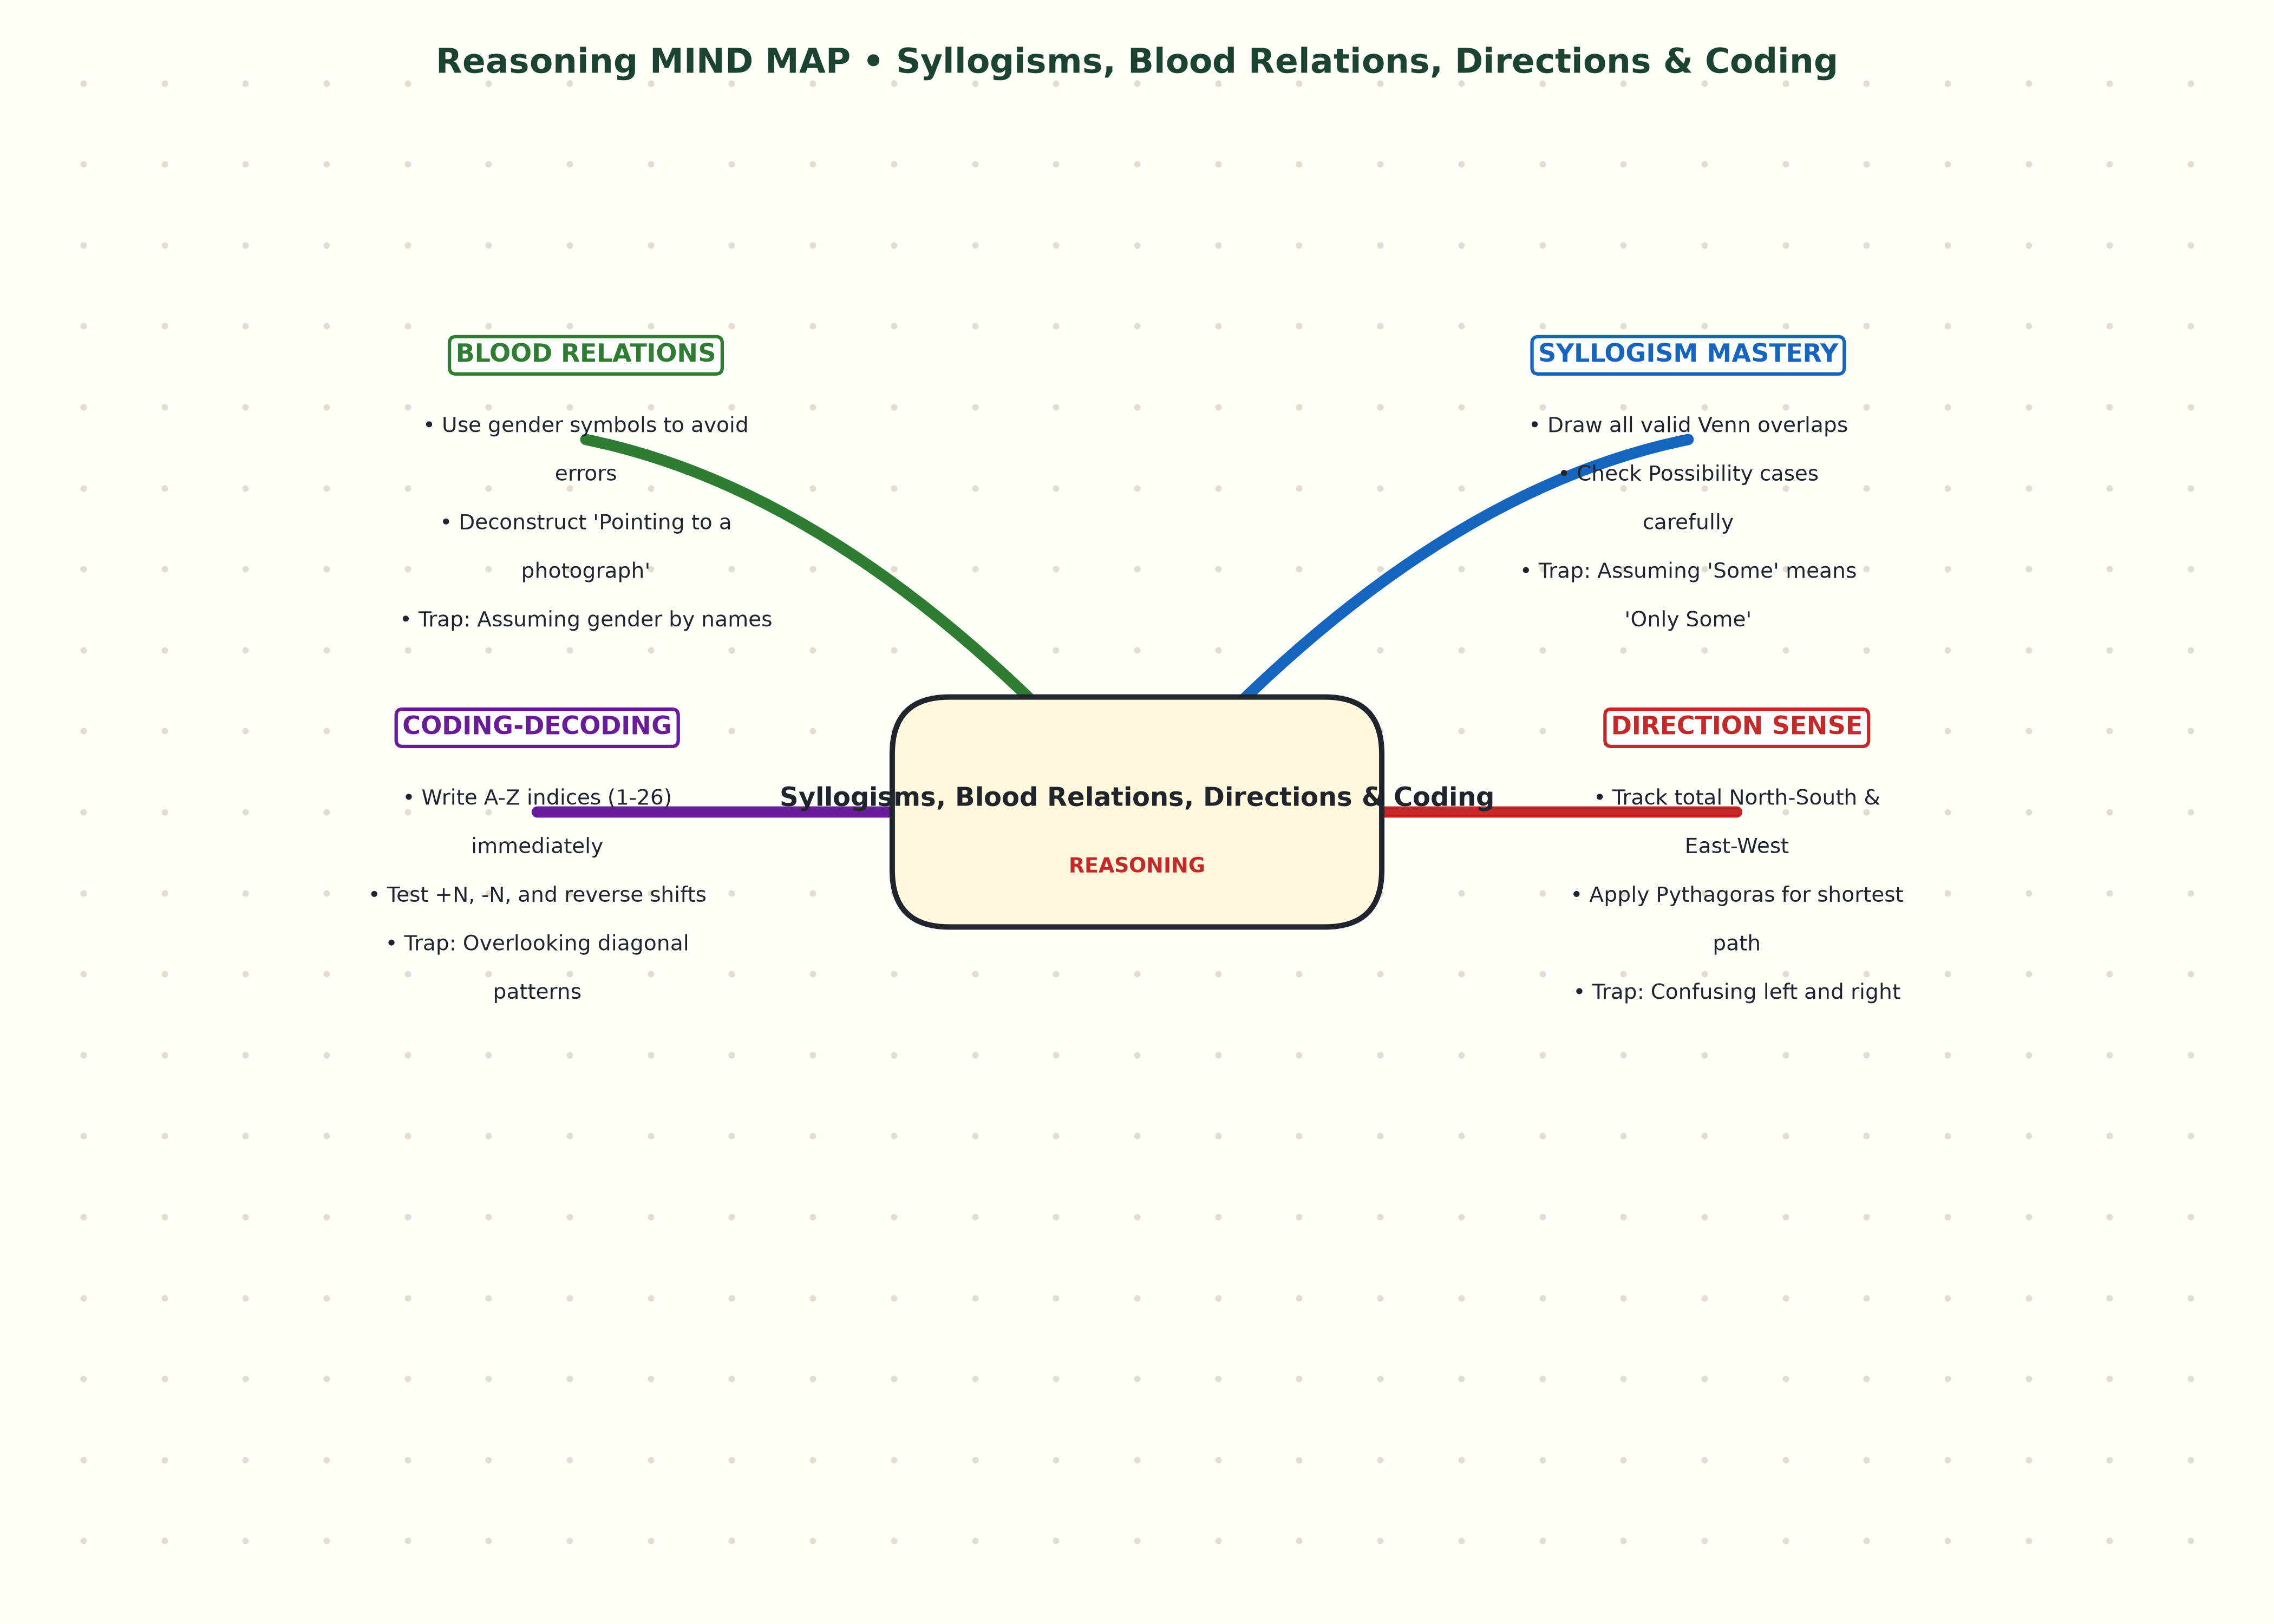 Reasoning MIND MAP • Syllogisms, Blood Relations, Directions & Coding
BLOOD RELATIONS
• Use gender symbols to avoid
errors
• Deconstruct 'Pointing to a
photograph'
• Trap: Assuming gender by names
SYLLOGISM MASTERY
• Draw all valid Venn overlaps
• Check Possibility cases
carefully
• Trap: Assuming 'Some' means
'Only Some'
CODING-DECODING
• Write A-Z indices (1-26)
immediately
• Test +N, -N, and reverse shifts
• Trap: Overlooking diagonal
patterns
Syllogisms, Blood Relations, Directions & Coding
REASONING
DIRECTION SENSE
• Track total North-South &
East-West
• Apply Pythagoras for shortest
path
• Trap: Confusing left and right